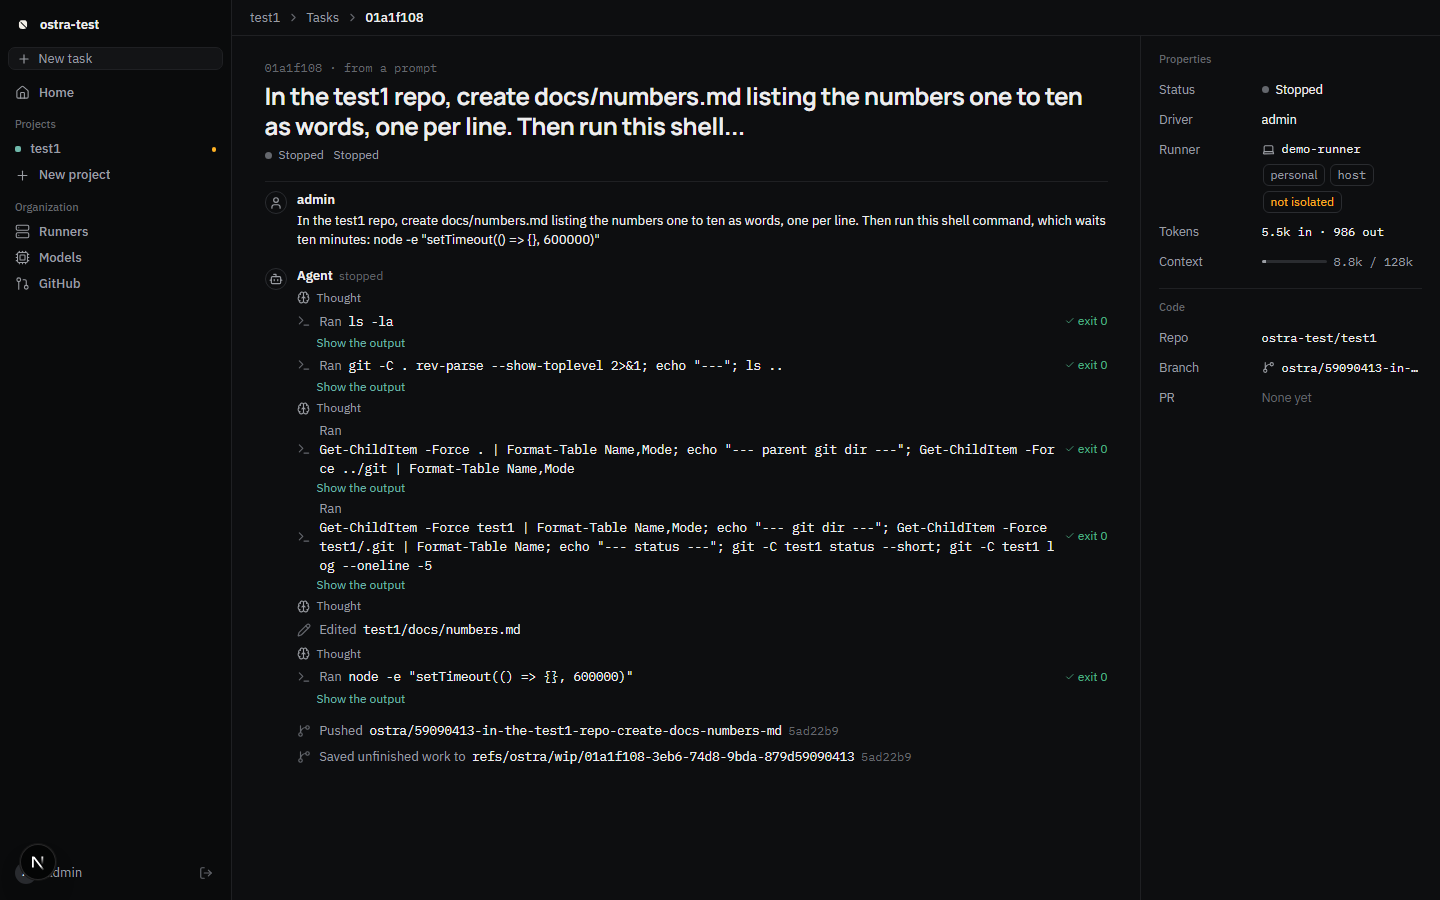 ostra-test
New task
Home
Projects
test1
New project
Organization
Runners
Models
GitHub
test1 > Tasks > 01a1f108
01a1f108 · from a prompt
In the test1 repo, create docs/numbers.md listing the numbers one to ten
as words, one per line. Then run this shell...
Stopped Stopped
admin
In the test1 repo, create docs/numbers.md listing the numbers one to ten as words, one per line. Then run this shell command, which waits
ten minutes: node -e "setTimeout(() => {}, 600000)"
Agent stopped
Thought
Ran ls -la
exit 0
Show the output
Ran git -C . rev-parse --show-toplevel 2>&1; echo "---"; ls ..
exit 0
Show the output
Thought
Ran
Get-ChildItem -Force . | Format-Table Name,Mode; echo "--- parent git dir ---"; Get-ChildItem -For
ce ../git | Format-Table Name,Mode
exit 0
Show the output
Ran
Get-ChildItem -Force test1 | Format-Table Name,Mode; echo "--- git dir ---"; Get-ChildItem -Force
test1/.git | Format-Table Name; echo "--- status ---"; git -C test1 status --short; git -C test1 l
og --oneline -5
exit 0
Show the output
Thought
Edited test1/docs/numbers.md
Thought
Ran node -e "setTimeout(() => {}, 600000)"
exit 0
Show the output
Pushed ostra/59090413-in-the-test1-repo-create-docs-numbers-md 5ad22b9
Saved unfinished work to refs/ostra/wip/01a1f108-3eb6-74d8-9bda-879d59090413 5ad22b9
Properties
Status Stopped
Driver admin
Runner demo-runner
personal host
not isolated
Tokens 5.5k in · 986 out
Context 8.8k / 128k
Code
Repo ostra-test/test1
Branch ostra/59090413-in-…
PR None yet
N
dmin